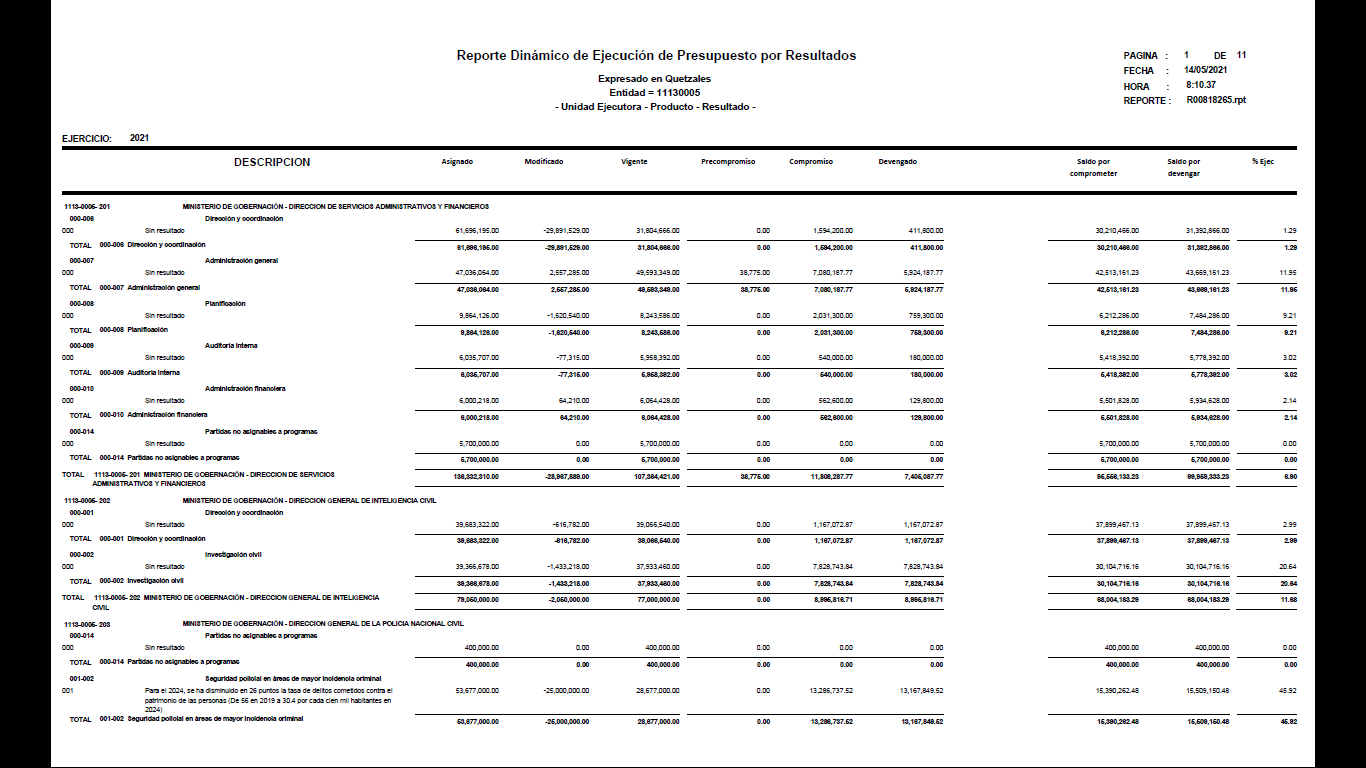 Reporte Dinámico de Ejecución de Presupuesto por Resultados
PAGINA : 1 DE 11
Expresado en Quetzales
FECHA : 14/05/2021
Entidad = 11130005
HORA : 8:10.37
- Unidad Ejecutora - Producto - Resultado -
REPORTE : R00818265.rpt
EJERCICIO: 2021
DESCRIPCION Asignado Modificado Vigente Precompromiso Compromiso Devengado Saldo por comprometer Saldo por devengar % Ejec
1113-0005- 201 MINISTERIO DE GOBERNACIÓN - DIRECCION DE SERVICIOS ADMINISTRATIVOS Y FINANCIEROS
000-006 Dirección y coordinación
000 Sin resultado 61,696,195.00 -29,891,529.00 31,804,666.00 0.00 1,594,200.00 411,800.00 30,210,466.00 31,392,866.00 1.29
TOTAL 000-006 Dirección y coordinación 61,696,195.00 -29,891,529.00 31,804,666.00 0.00 1,594,200.00 411,800.00 30,210,466.00 31,392,866.00 1.29
000-007 Administración general
000 Sin resultado 47,036,064.00 2,557,285.00 49,593,349.00 38,775.00 7,080,187.77 5,924,187.77 42,513,161.23 43,669,161.23 11.95
TOTAL 000-007 Administración general 47,036,064.00 2,557,285.00 49,593,349.00 38,775.00 7,080,187.77 5,924,187.77 42,513,161.23 43,669,161.23 11.95
000-008 Planificación
000 Sin resultado 9,864,126.00 -1,620,540.00 8,243,586.00 0.00 2,031,300.00 759,300.00 6,212,286.00 7,484,286.00 9.21
TOTAL 000-008 Planificación 9,864,126.00 -1,620,540.00 8,243,586.00 0.00 2,031,300.00 759,300.00 6,212,286.00 7,484,286.00 9.21
000-009 Auditoría interna
000 Sin resultado 6,035,707.00 -77,315.00 5,958,392.00 0.00 540,000.00 180,000.00 5,418,392.00 5,778,392.00 3.02
TOTAL 000-009 Auditoría interna 6,035,707.00 -77,315.00 5,958,392.00 0.00 540,000.00 180,000.00 5,418,392.00 5,778,392.00 3.02
000-010 Administración financiera
000 Sin resultado 6,000,218.00 64,210.00 6,064,428.00 0.00 562,600.00 129,800.00 5,501,828.00 5,934,628.00 2.14
TOTAL 000-010 Administración financiera 6,000,218.00 64,210.00 6,064,428.00 0.00 562,600.00 129,800.00 5,501,828.00 5,934,628.00 2.14
000-014 Partidas no asignables a programas
000 Sin resultado 5,700,000.00 0.00 5,700,000.00 0.00 0.00 0.00 5,700,000.00 5,700,000.00 0.00
TOTAL 000-014 Partidas no asignables a programas 5,700,000.00 0.00 5,700,000.00 0.00 0.00 0.00 5,700,000.00 5,700,000.00 0.00
TOTAL 1113-0005- 201 MINISTERIO DE GOBERNACIÓN - DIRECCION DE SERVICIOS 136,332,310.00 -28,967,889.00 107,364,421.00 38,775.00 11,808,287.77 7,405,087.77 95,556,133.23 99,959,333.23 6.90
ADMINISTRATIVOS Y FINANCIEROS
1113-0005- 202 MINISTERIO DE GOBERNACIÓN - DIRECCION GENERAL DE INTELIGENCIA CIVIL
000-001 Dirección y coordinación
000 Sin resultado 39,683,322.00 -616,782.00 39,066,540.00 0.00 1,167,072.87 1,167,072.87 37,899,467.13 37,899,467.13 2.99
TOTAL 000-001 Dirección y coordinación 39,683,322.00 -616,782.00 39,066,540.00 0.00 1,167,072.87 1,167,072.87 37,899,467.13 37,899,467.13 2.99
000-002 Investigación civil
000 Sin resultado 39,366,678.00 -1,433,218.00 37,933,460.00 0.00 7,828,743.84 7,828,743.84 30,104,716.16 30,104,716.16 20.64
TOTAL 000-002 Investigación civil 39,366,678.00 -1,433,218.00 37,933,460.00 0.00 7,828,743.84 7,828,743.84 30,104,716.16 30,104,716.16 20.64
TOTAL 1113-0005- 202 MINISTERIO DE GOBERNACIÓN - DIRECCION GENERAL DE INTELIGENCIA 79,050,000.00 -2,050,000.00 77,000,000.00 0.00 8,995,816.71 8,995,816.71 68,004,183.29 68,004,183.29 11.68
CIVIL
1113-0005- 203 MINISTERIO DE GOBERNACIÓN - DIRECCION GENERAL DE LA POLICIA NACIONAL CIVIL
000-014 Partidas no asignables a programas
000 Sin resultado 400,000.00 0.00 400,000.00 0.00 0.00 0.00 400,000.00 400,000.00 0.00
TOTAL 000-014 Partidas no asignables a programas 400,000.00 0.00 400,000.00 0.00 0.00 0.00 400,000.00 400,000.00 0.00
001-002 Seguridad policial en áreas de mayor incidencia criminal
001 Para el 2024, se ha disminuido en 26 puntos la tasa de delitos cometidos contra el 53,677,000.00 -25,000,000.00 28,677,000.00 0.00 13,286,737.52 13,167,849.52 15,390,262.48 15,509,150.48 45.92
patrimonio de las personas (De 56 en 2019 a 30.4 por cada cien mil habitantes en
2024)
TOTAL 001-002 Seguridad policial en áreas de mayor incidencia criminal 53,677,000.00 -25,000,000.00 28,677,000.00 0.00 13,286,737.52 13,167,849.52 15,390,262.48 15,509,150.48 45.92